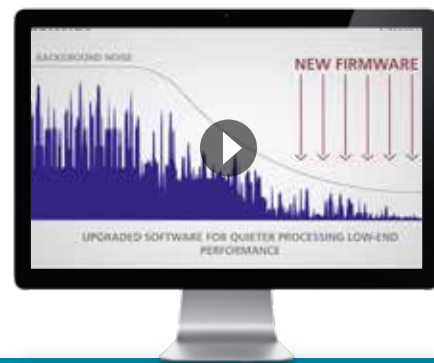 BACKGROUND NOISE
NEW FIRMWARE
UPGRADED SOFTWARE FOR QUIETER PROCESSING LOW-END
PERFORMANCE